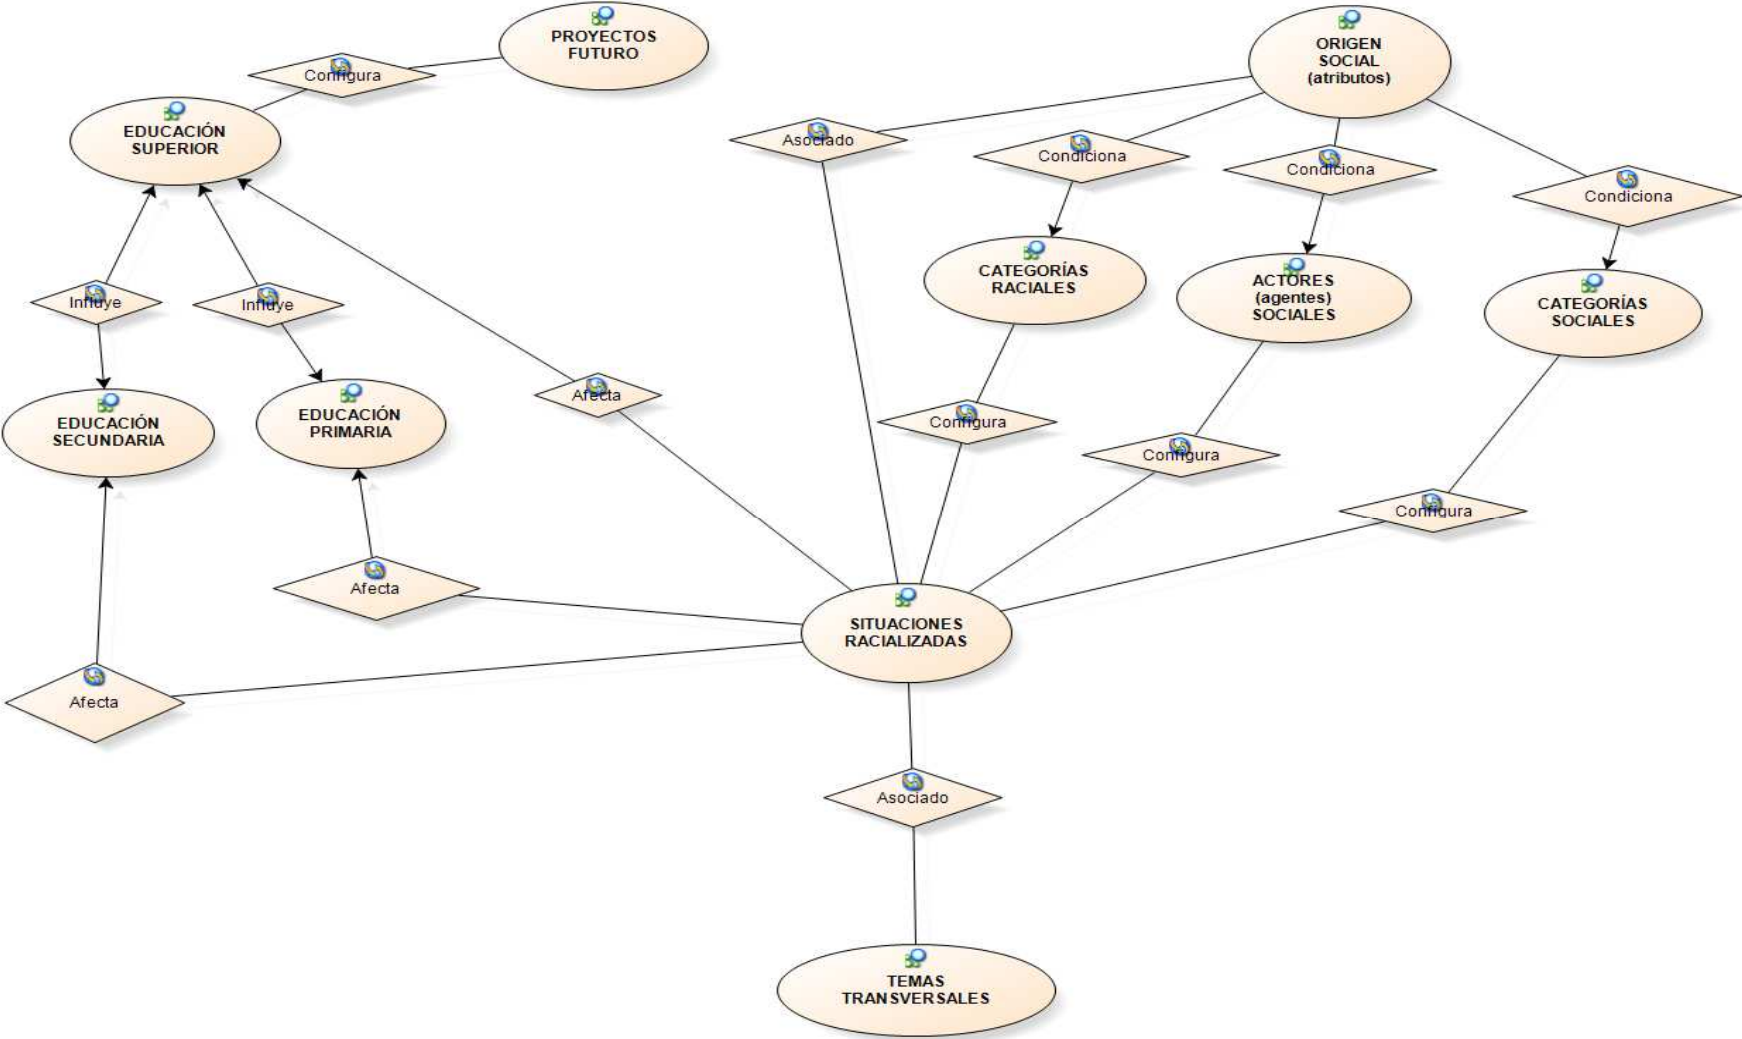 PROYECTOS
FUTURO
ORIGEN
SOCIAL
(atributos)
Configura
EDUCACIÓN
SUPERIOR
Asociado
Condiciona
Condiciona
Condiciona
CATEGORÍAS
RACIALES
ACTORES
(agentes)
SOCIALES
CATEGORÍAS
SOCIALES
Influye
Influye
Afecta
EDUCACIÓN
SECUNDARIA
EDUCACIÓN
PRIMARIA
Configura
Configura
Configura
Afecta
SITUACIONES
RACIALIZADAS
Afecta
Asociado
TEMAS
TRANSVERSALES